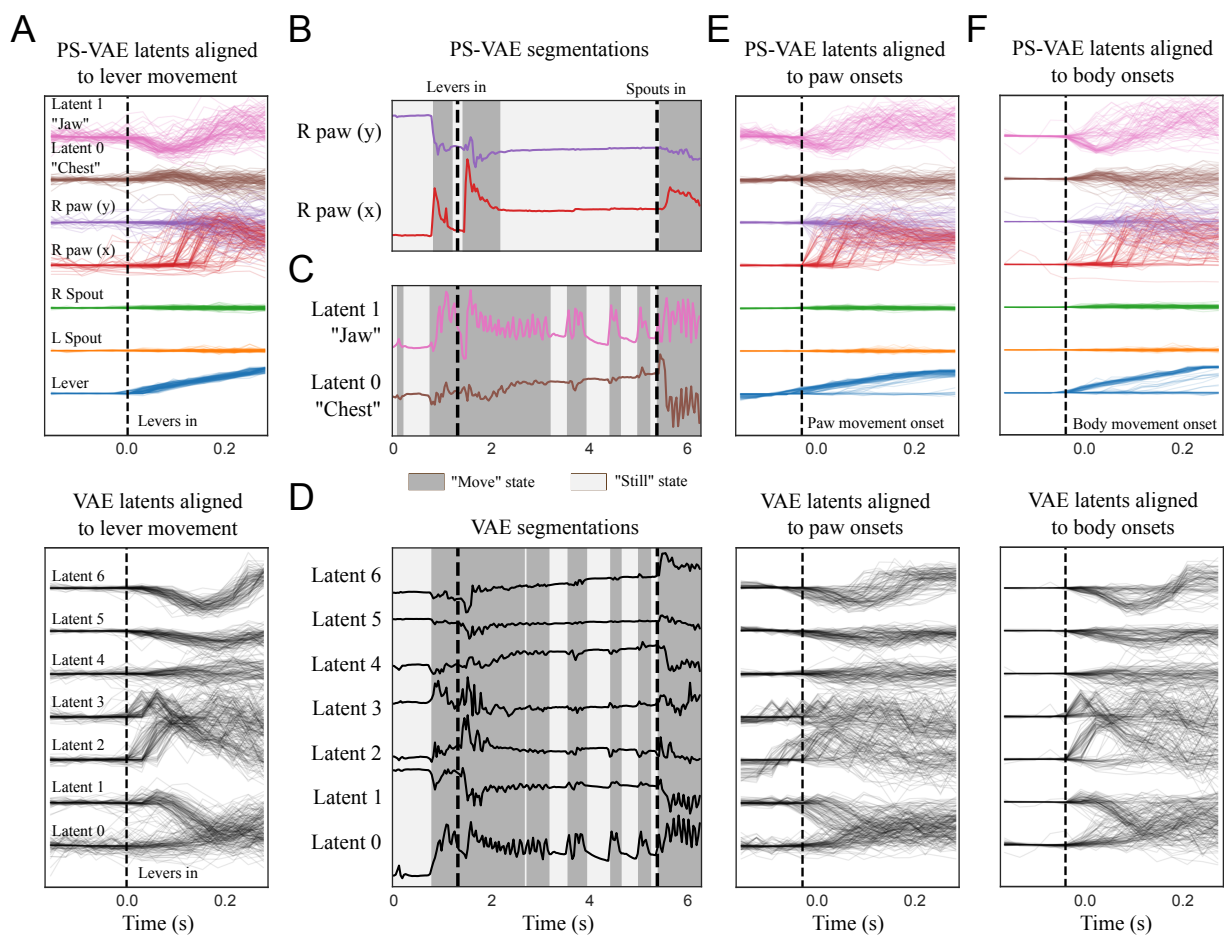 A
PS-VAE latents aligned
to lever movement
Latent 1
"Jaw"
Latent 0
"Chest"
R paw (y)
R paw (x)
R Spout
L Spout
Lever
Levers in
0.0
0.2
VAE latents aligned
to lever movement
Latent 6
Latent 5
Latent 4
Latent 3
Latent 2
Latent 1
Latent 0
Levers in
0.0
0.2
Time (s)
B
PS-VAE segmentations
Levers in
Spouts in
R paw (y)
R paw (x)
C
Latent 1
"Jaw"
Latent 0
"Chest"
0
2
4
6
"Move" state
"Still" state
D
VAE segmentations
Latent 6
Latent 5
Latent 4
Latent 3
Latent 2
Latent 1
Latent 0
0
2
4
6
Time (s)
E
PS-VAE latents aligned
to paw onsets
Paw movement onset
0.0
0.2
VAE latents aligned
to paw onsets
0.0
0.2
Time (s)
F
PS-VAE latents aligned
to body onsets
Body movement onset
0.0
0.2
VAE latents aligned
to body onsets
0.0
0.2
Time (s)